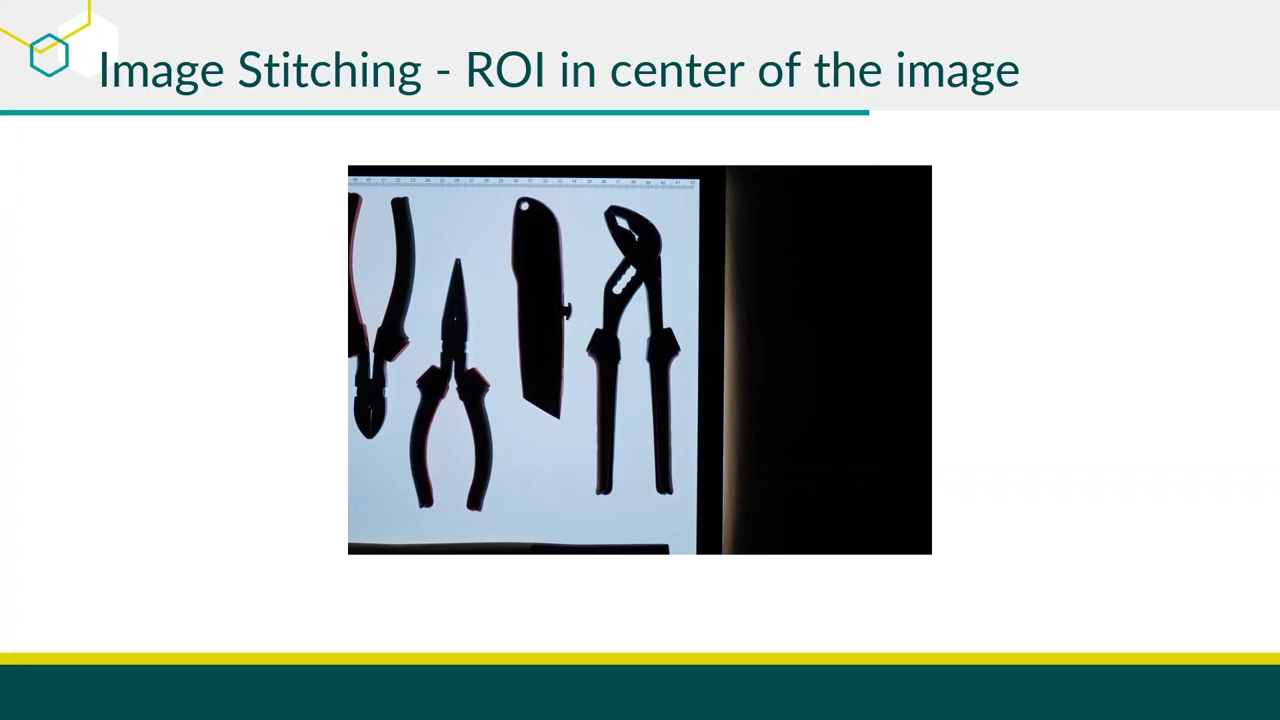 Image Stitching - ROI in center of the image